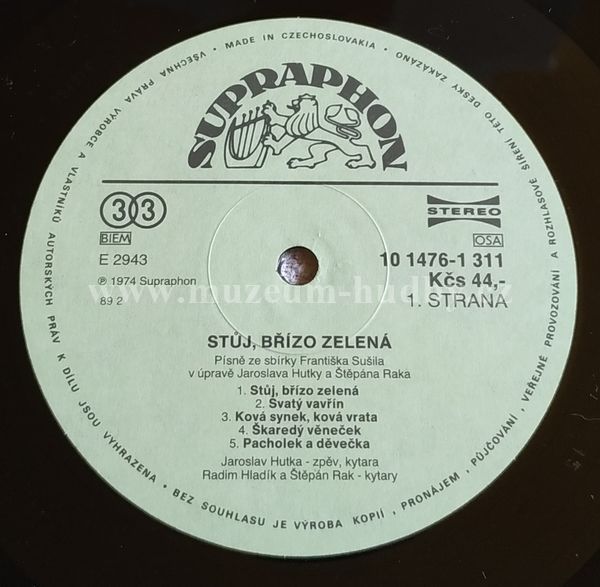 VŠECHNA PRÁVA VÝROBCE A VLASTNÍKŮ AUTORSKÝCH PRÁV K DÍLU JSOU VYHRAZENA • BEZ SOUHLASU JE VÝROBA KOPIÍ, PRONÁJEM, PŮJČOVÁNÍ, VEŘEJNÉ PROVOZOVÁNÍ A ROZHLASOVÉ ŠÍŘENÍ TÉTO DESKY ZAKÁZÁNO • MADE IN CZECHOSLOVAKIA •
SUPRAPHON
33
STEREO
BIEM
OSA
E 2943
10 1476-1 311
℗ 1974 Supraphon
Kčs 44,-
89 2
1. STRANA
www.muzeum-hudby.cz
STŮJ, BŘÍZO ZELENÁ
Písně ze sbírky Františka Sušila
v úpravě Jaroslava Hutky a Štěpána Raka
1. Stůj, břízo zelená
2. Svatý vavřín
3. Ková synek, ková vrata
4. Škaredý věneček
5. Pacholek a děvečka
Jaroslav Hutka - zpěv, kytara
Radim Hladík a Štěpán Rak - kytary